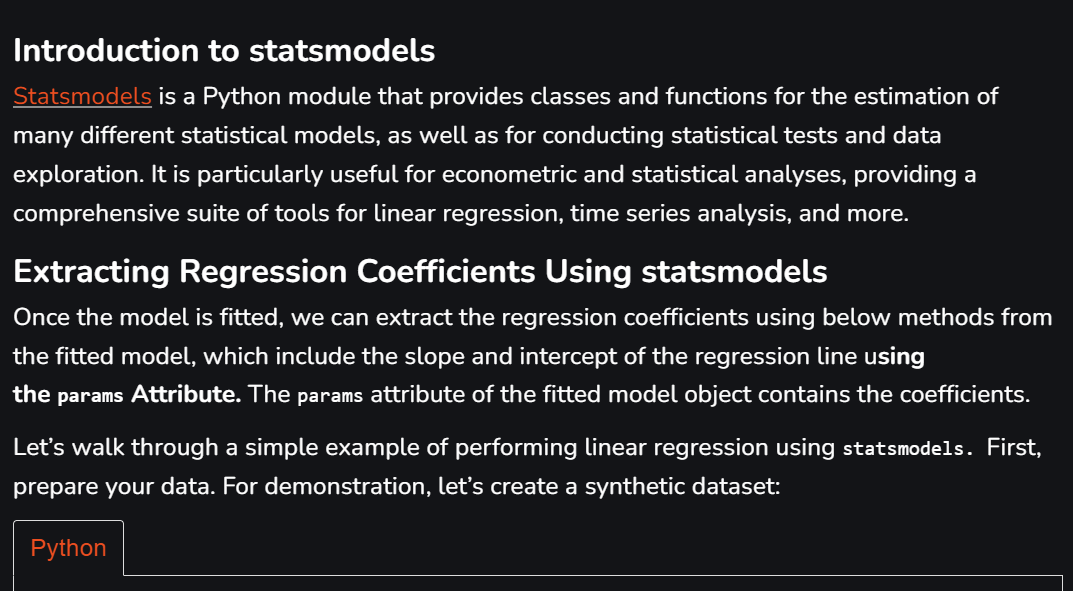 Introduction to statsmodels
Statsmodels is a Python module that provides classes and functions for the estimation of
many different statistical models, as well as for conducting statistical tests and data
exploration. It is particularly useful for econometric and statistical analyses, providing a
comprehensive suite of tools for linear regression, time series analysis, and more.
Extracting Regression Coefficients Using statsmodels
Once the model is fitted, we can extract the regression coefficients using below methods from
the fitted model, which include the slope and intercept of the regression line using
the params Attribute. The params attribute of the fitted model object contains the coefficients.
Let’s walk through a simple example of performing linear regression using statsmodels. First,
prepare your data. For demonstration, let’s create a synthetic dataset:
Python